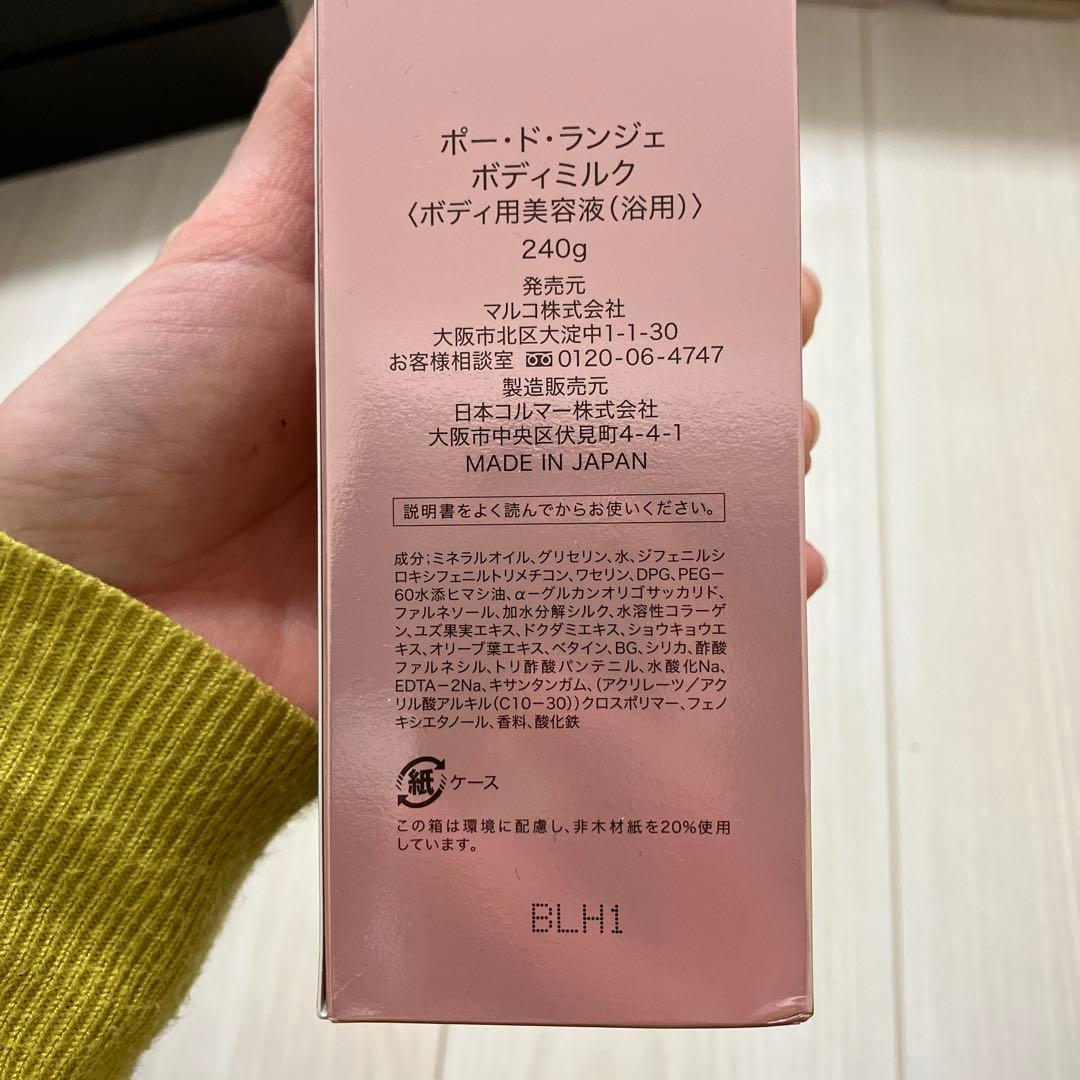 ポー・ド・ランジェ
ボディミルク
〈ボディ用美容液(浴用)〉
240g
発売元
マルコ株式会社
大阪市北区大淀中1-1-30
お客様相談室 0120-06-4747
製造販売元
日本コルマー株式会社
大阪市中央区伏見町4-4-1
MADE IN JAPAN
説明書をよく読んでからお使いください。
成分;ミネラルオイル、グリセリン、水、ジフェニルシ
ロキシフェニルトリメチコン、ワセリン、DPG、PEG-
60水添ヒマシ油、α-グルカンオリゴサッカリド、
ファルネソール、加水分解シルク、水溶性コラーゲ
ン、ユズ果実エキス、ドクダミエキス、ショウキョウエ
キス、オリーブ葉エキス、ベタイン、BG、シリカ、酢酸
ファルネシル、トリ酢酸パンテニル、水酸化Na、
EDTA-2Na、キサンタンガム、(アクリレーツ/アク
リル酸アルキル(C10-30))クロスポリマー、フェノ
キシエタノール、香料、酸化鉄
紙 ケース
この箱は環境に配慮し、非木材紙を20%使用
しています。
BLH1